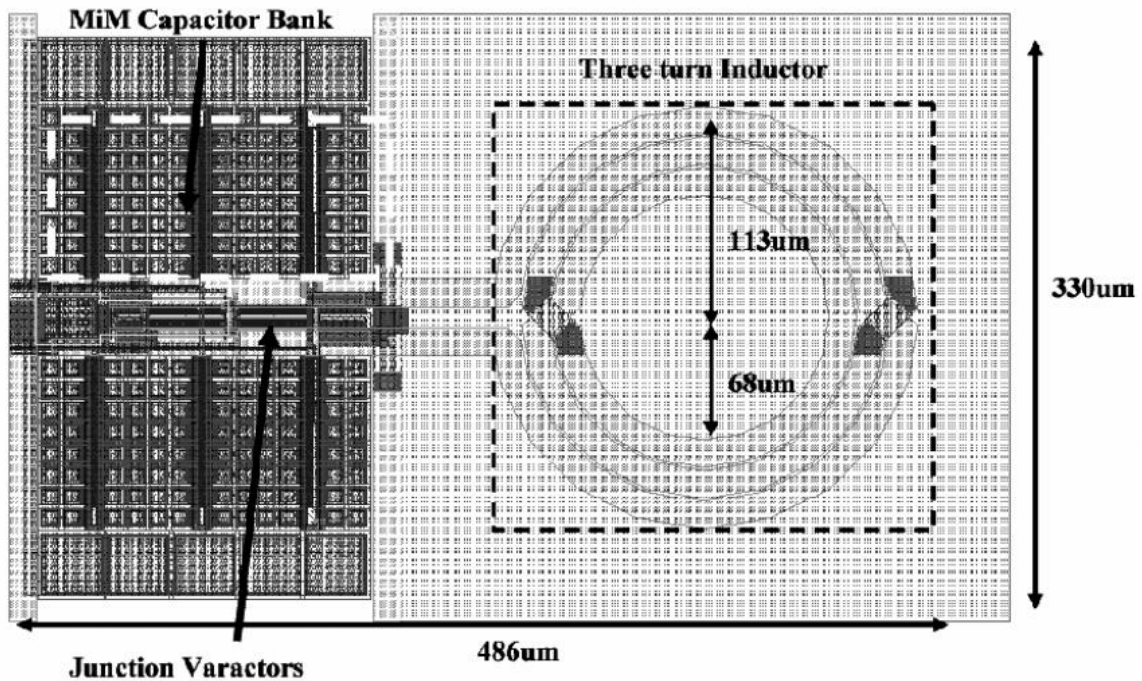 MiM Capacitor Bank
Three turn Inductor
113um
330um
68um
486um
Junction Varactors